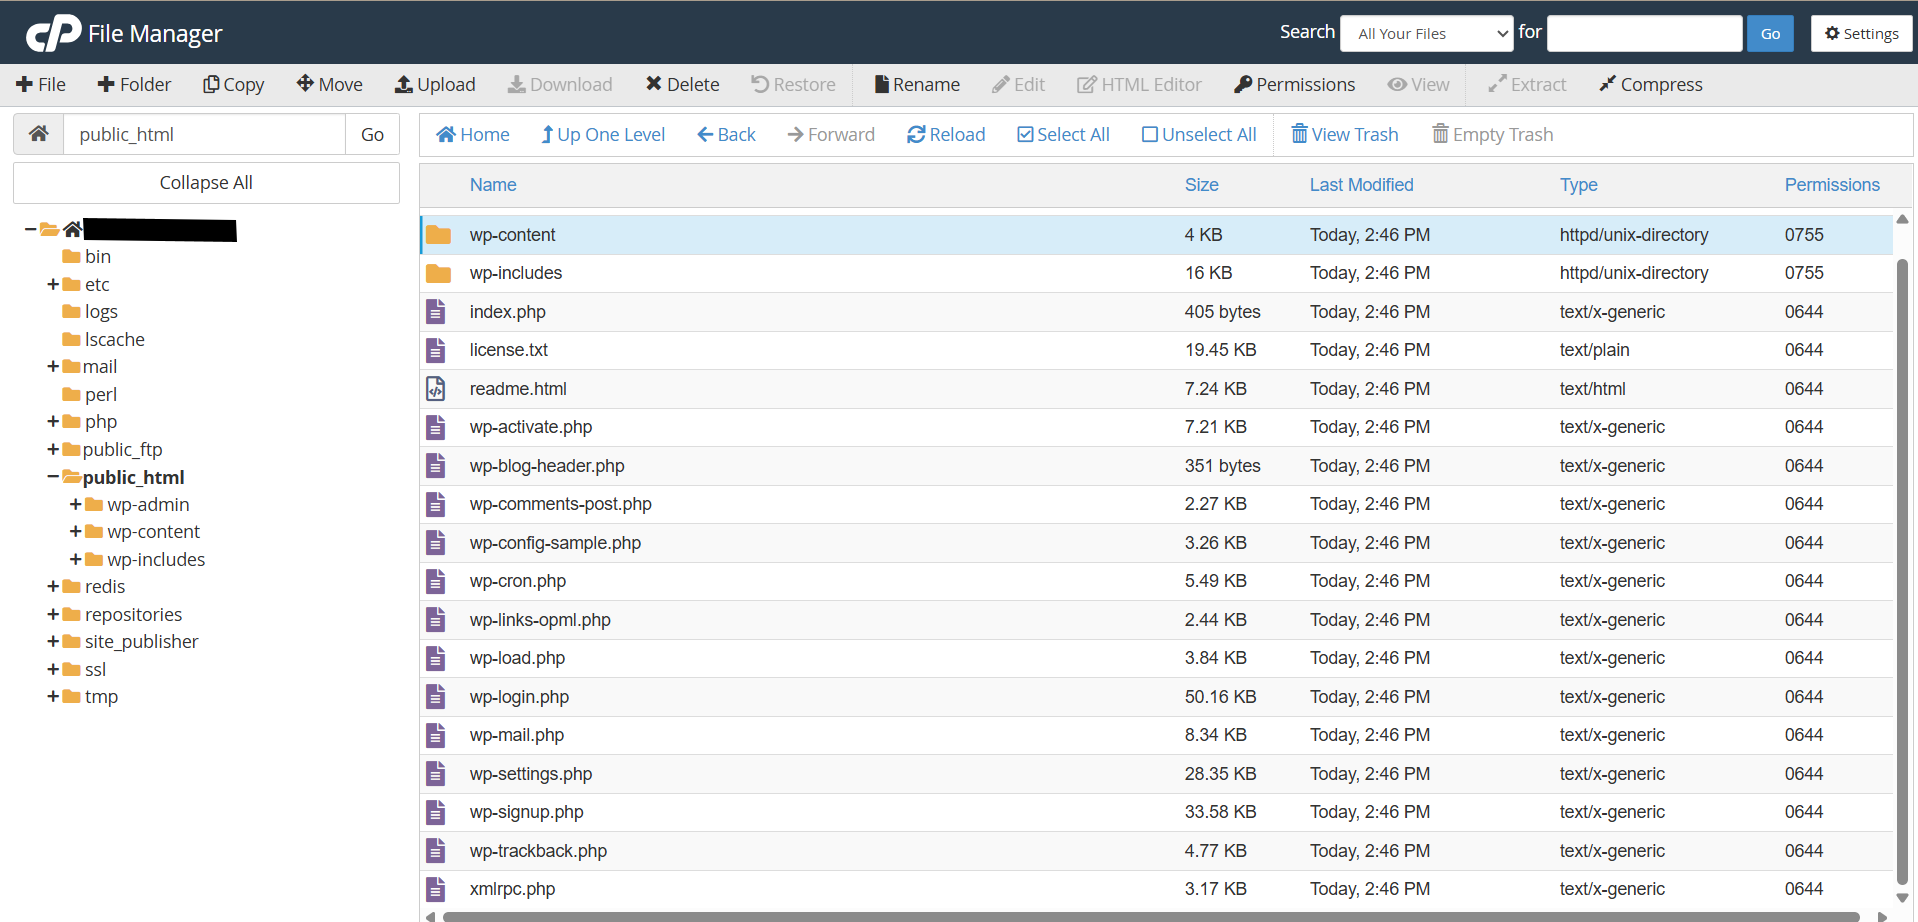 cP File Manager Search All Your Files for Go Settings
File Folder Copy Move Upload Download Delete Restore Rename Edit HTML Editor Permissions View Extract Compress
public_html Go Home Up One Level Back Forward Reload Select All Unselect All View Trash Empty Trash
Collapse All
bin
etc
logs
lscache
mail
perl
php
public_ftp
public_html
wp-admin
wp-content
wp-includes
redis
repositories
site_publisher
ssl
tmp
Name Size Last Modified Type Permissions
wp-content 4 KB Today, 2:46 PM httpd/unix-directory 0755
wp-includes 16 KB Today, 2:46 PM httpd/unix-directory 0755
index.php 405 bytes Today, 2:46 PM text/x-generic 0644
license.txt 19.45 KB Today, 2:46 PM text/plain 0644
readme.html 7.24 KB Today, 2:46 PM text/html 0644
wp-activate.php 7.21 KB Today, 2:46 PM text/x-generic 0644
wp-blog-header.php 351 bytes Today, 2:46 PM text/x-generic 0644
wp-comments-post.php 2.27 KB Today, 2:46 PM text/x-generic 0644
wp-config-sample.php 3.26 KB Today, 2:46 PM text/x-generic 0644
wp-cron.php 5.49 KB Today, 2:46 PM text/x-generic 0644
wp-links-opml.php 2.44 KB Today, 2:46 PM text/x-generic 0644
wp-load.php 3.84 KB Today, 2:46 PM text/x-generic 0644
wp-login.php 50.16 KB Today, 2:46 PM text/x-generic 0644
wp-mail.php 8.34 KB Today, 2:46 PM text/x-generic 0644
wp-settings.php 28.35 KB Today, 2:46 PM text/x-generic 0644
wp-signup.php 33.58 KB Today, 2:46 PM text/x-generic 0644
wp-trackback.php 4.77 KB Today, 2:46 PM text/x-generic 0644
xmlrpc.php 3.17 KB Today, 2:46 PM text/x-generic 0644